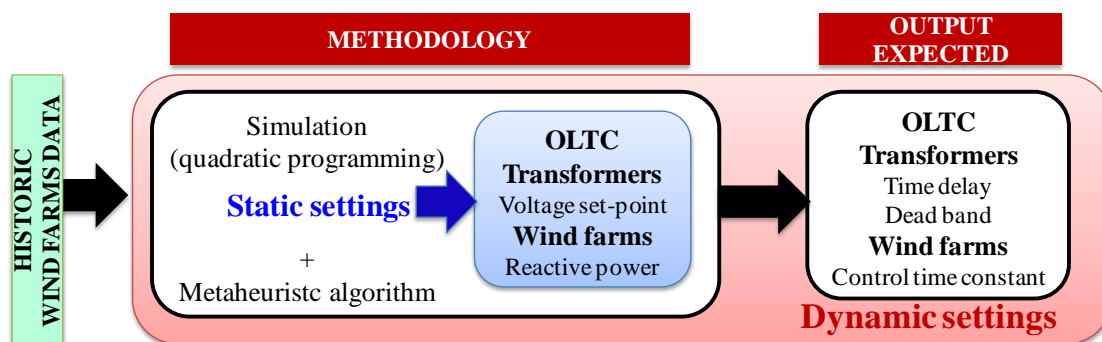 METHODOLOGY
OUTPUT
EXPECTED
HISTORIC
WIND FARMS DATA
Simulation
(quadratic programming)
Static settings
+
Metaheuristc algorithm
OLTC
Transformers
Voltage set-point
Wind farms
Reactive power
OLTC
Transformers
Time delay
Dead band
Wind farms
Control time constant
Dynamic settings